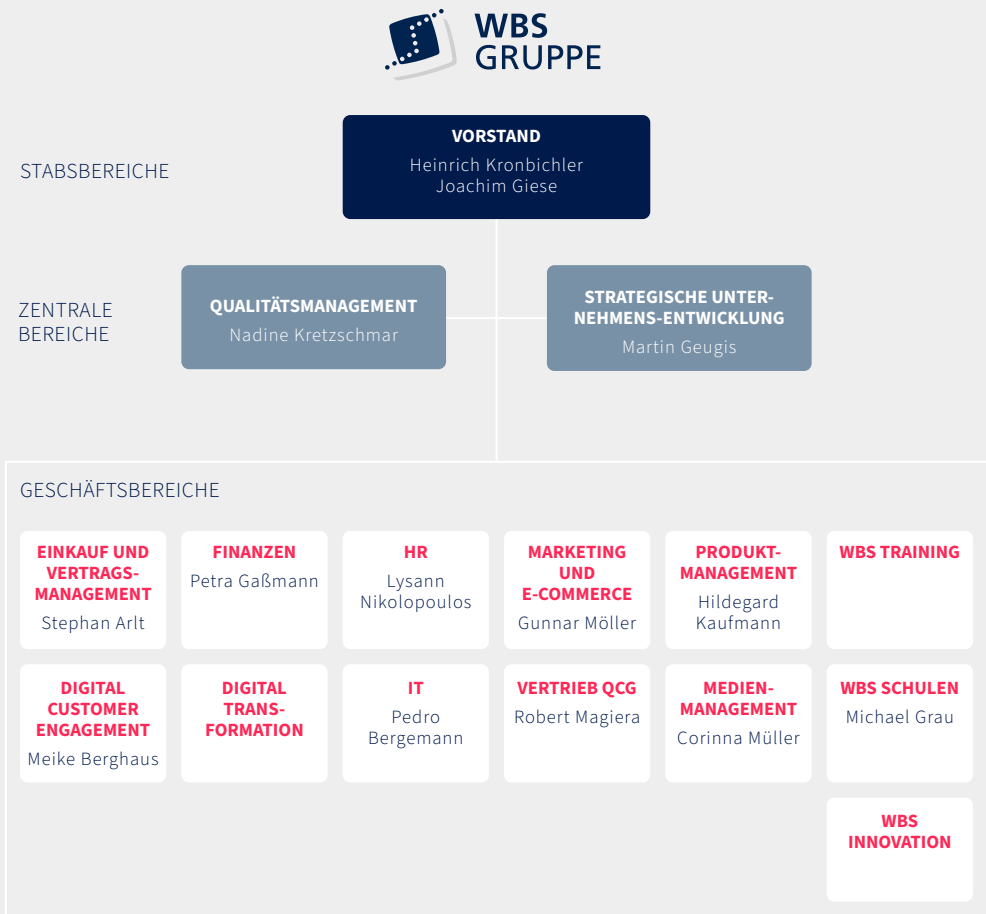 WBS
GRUPPE
STABSBEREICHE
VORSTAND
Heinrich Kronbichler
Joachim Giese
ZENTRALE
BEREICHE
QUALITÄTSMANAGEMENT
Nadine Kretzschmar
STRATEGISCHE UNTER-
NEHMENS-ENTWICKLUNG
Martin Geugis
GESCHÄFTSBEREICHE
EINKAUF UND
VERTRAGS-
MANAGEMENT
Stephan Arlt
FINANZEN
Petra Gaßmann
HR
Lysann
Nikolopoulos
MARKETING
UND
E-COMMERCE
Gunnar Möller
PRODUKT-
MANAGEMENT
Hildegard
Kaufmann
WBS TRAINING
DIGITAL
CUSTOMER
ENGAGEMENT
Meike Berghaus
DIGITAL
TRANS-
FORMATION
IT
Pedro
Bergemann
VERTRIEB QCG
Robert Magiera
MEDIEN-
MANAGEMENT
Corinna Müller
WBS SCHULEN
Michael Grau
WBS
INNOVATION